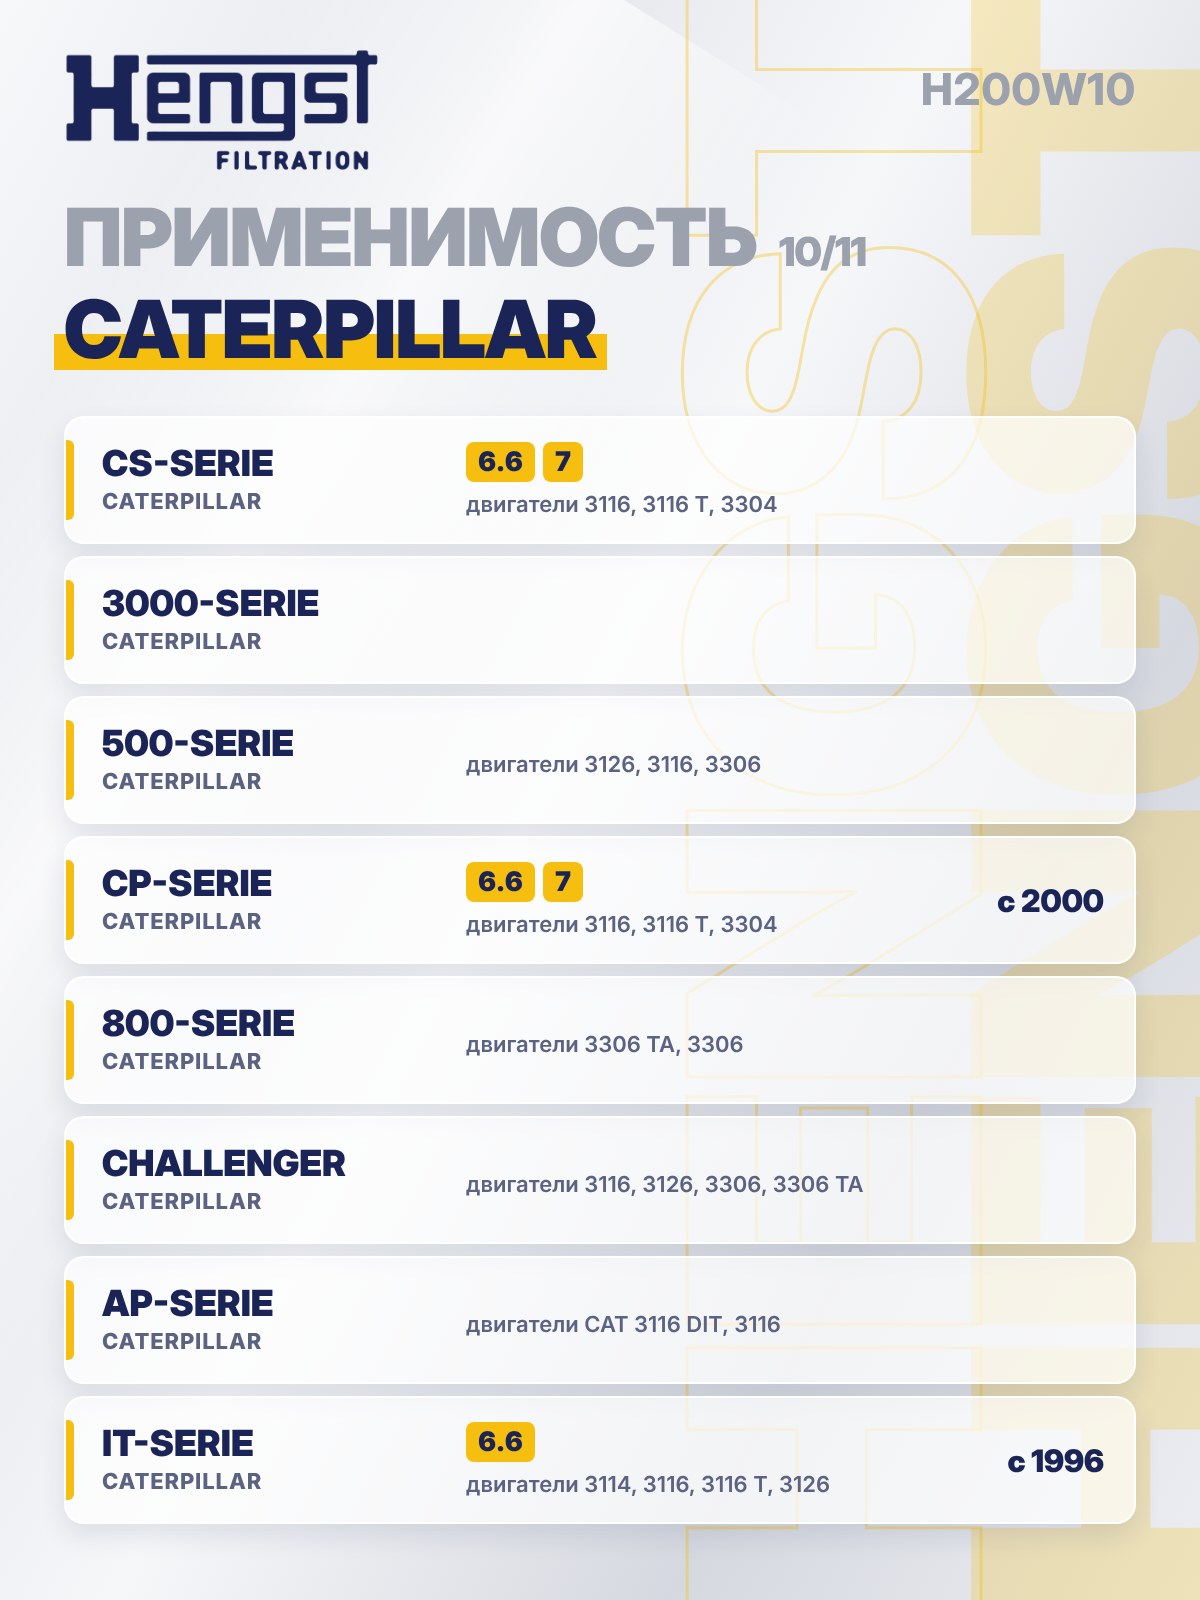 Hengst
FILTRATION
H200W10
ПРИМЕНИМОСТЬ 10/11
CATERPILLAR
CS-SERIE
CATERPILLAR
6.6 7
двигатели 3116, 3116 T, 3304
3000-SERIE
CATERPILLAR
500-SERIE
CATERPILLAR
двигатели 3126, 3116, 3306
CP-SERIE
CATERPILLAR
6.6 7
двигатели 3116, 3116 T, 3304
с 2000
800-SERIE
CATERPILLAR
двигатели 3306 TA, 3306
CHALLENGER
CATERPILLAR
двигатели 3116, 3126, 3306, 3306 TA
AP-SERIE
CATERPILLAR
двигатели CAT 3116 DIT, 3116
IT-SERIE
CATERPILLAR
6.6
двигатели 3114, 3116, 3116 T, 3126
с 1996
HENGST
HENGST